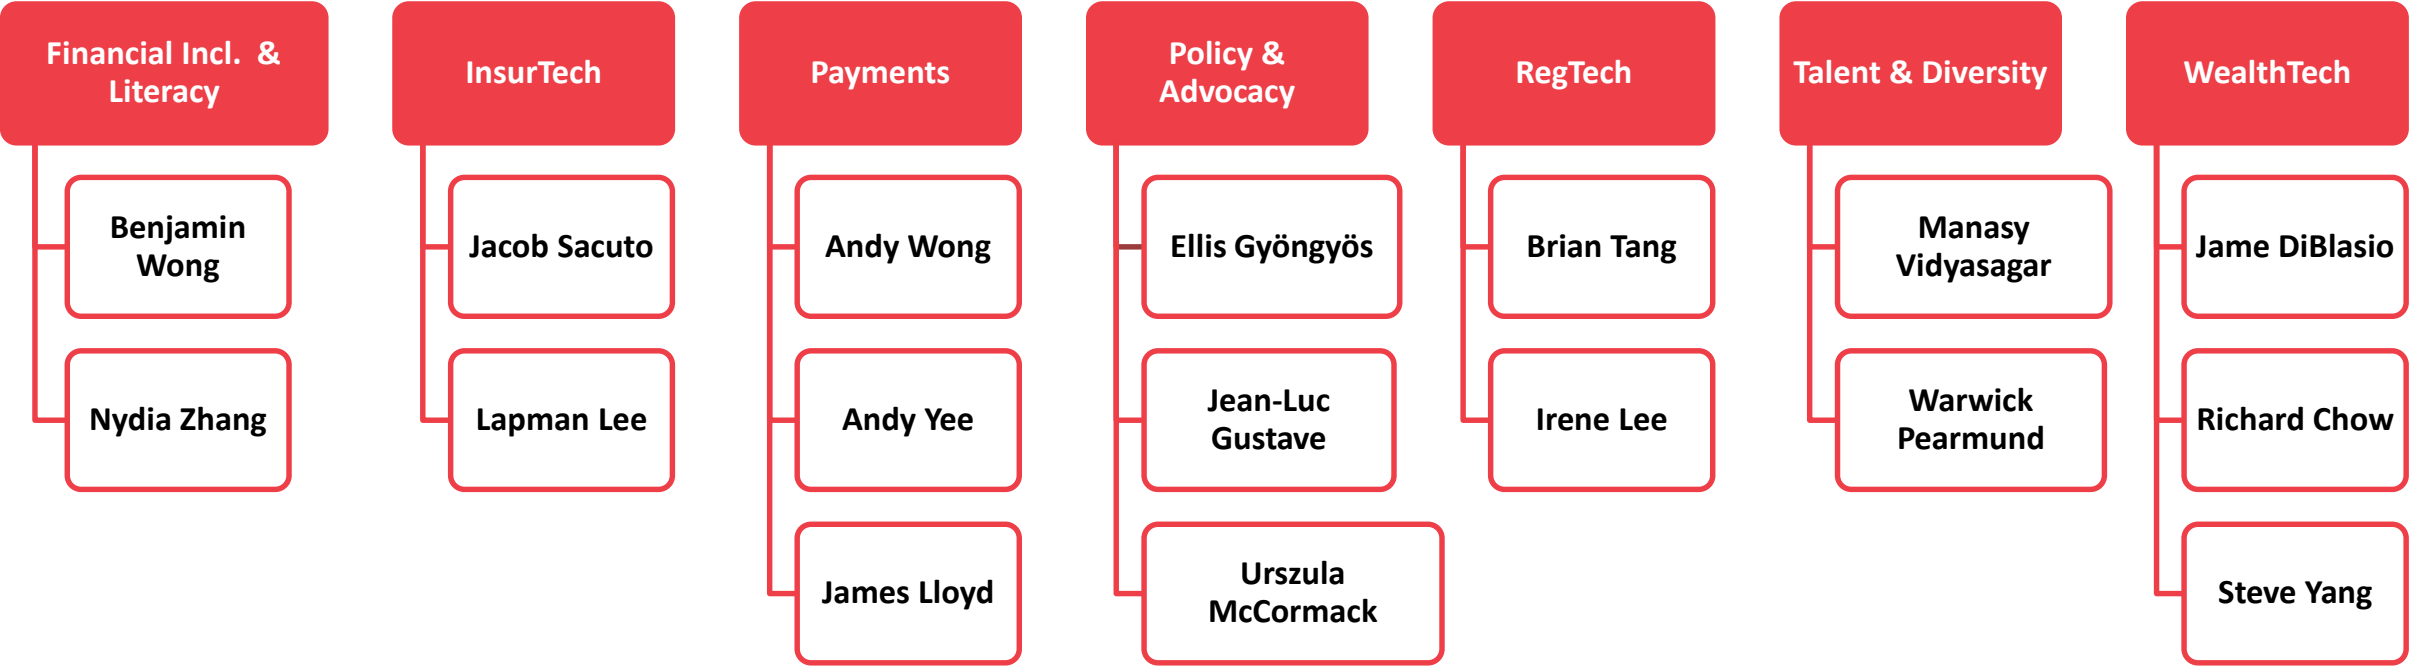 Financial Incl.  &
Literacy
Benjamin
Wong
Nydia Zhang
InsurTech
Jacob Sacuto
Lapman Lee
Payments
Andy Wong
Andy Yee
James Lloyd
Policy &
Advocacy
Ellis Gyöngyös
Jean-Luc
Gustave
Urszula
McCormack
RegTech
Brian Tang
Irene Lee
Talent & Diversity
Manasy
Vidyasagar
Warwick
Pearmund
WealthTech
Jame DiBlasio
Richard Chow
Steve Yang